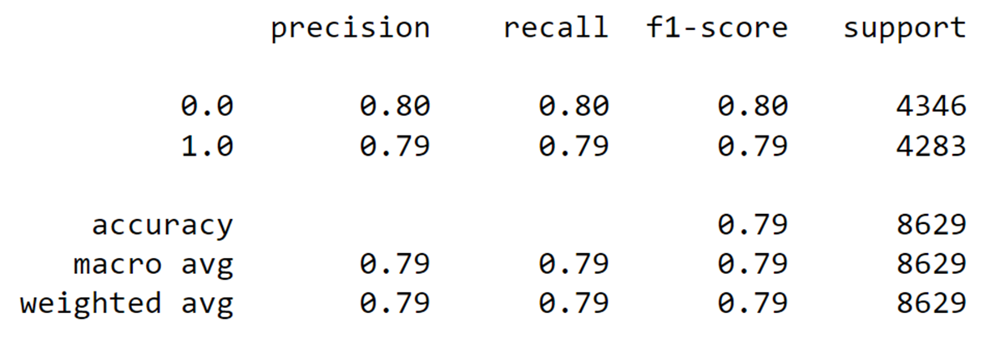 precision recall f1-score support
0.0 0.80 0.80 0.80 4346
1.0 0.79 0.79 0.79 4283
accuracy 0.79 8629
macro avg 0.79 0.79 0.79 8629
weighted avg 0.79 0.79 0.79 8629